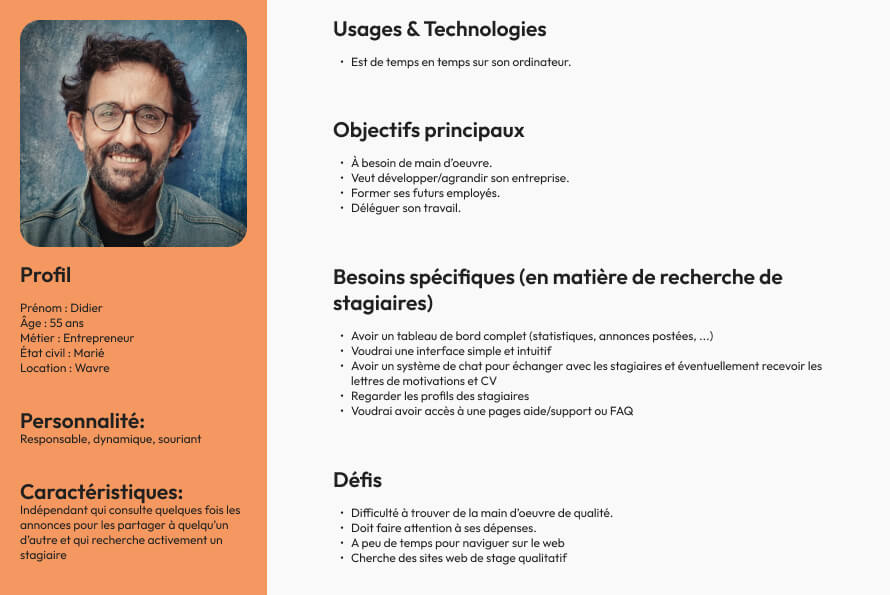 Profil
Prénom : Didier
Âge : 55 ans
Métier : Entrepreneur
État civil : Marié
Location : Wavre
Personnalité:
Responsable, dynamique, souriant
Caractéristiques:
Indépendant qui consulte quelques fois les
annonces pour les partager à quelqu'un
d'autre et qui recherche activement un
stagiaire
Usages & Technologies
• Est de temps en temps sur son ordinateur.
Objectifs principaux
• À besoin de main d'oeuvre.
• Veut développer/agrandir son entreprise.
• Former ses futurs employés.
• Déléguer son travail.
Besoins spécifiques (en matière de recherche de
stagiaires)
• Avoir un tableau de bord complet (statistiques, annonces postées, ...)
• Voudrai une interface simple et intuitif
• Avoir un système de chat pour échanger avec les stagiaires et éventuellement recevoir les
lettres de motivations et CV
• Regarder les profils des stagiaires
• Voudrai avoir accès à une pages aide/support ou FAQ
Défis
• Difficulté à trouver de la main d'oeuvre de qualité.
• Doit faire attention à ses dépenses.
• A peu de temps pour naviguer sur le web
• Cherche des sites web de stage qualitatif